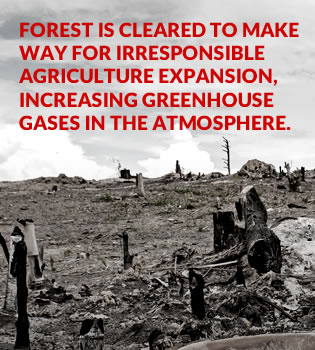 FOREST IS CLEARED TO MAKE
WAY FOR IRRESPONSIBLE
AGRICULTURE EXPANSION,
INCREASING GREENHOUSE
GASES IN THE ATMOSPHERE.